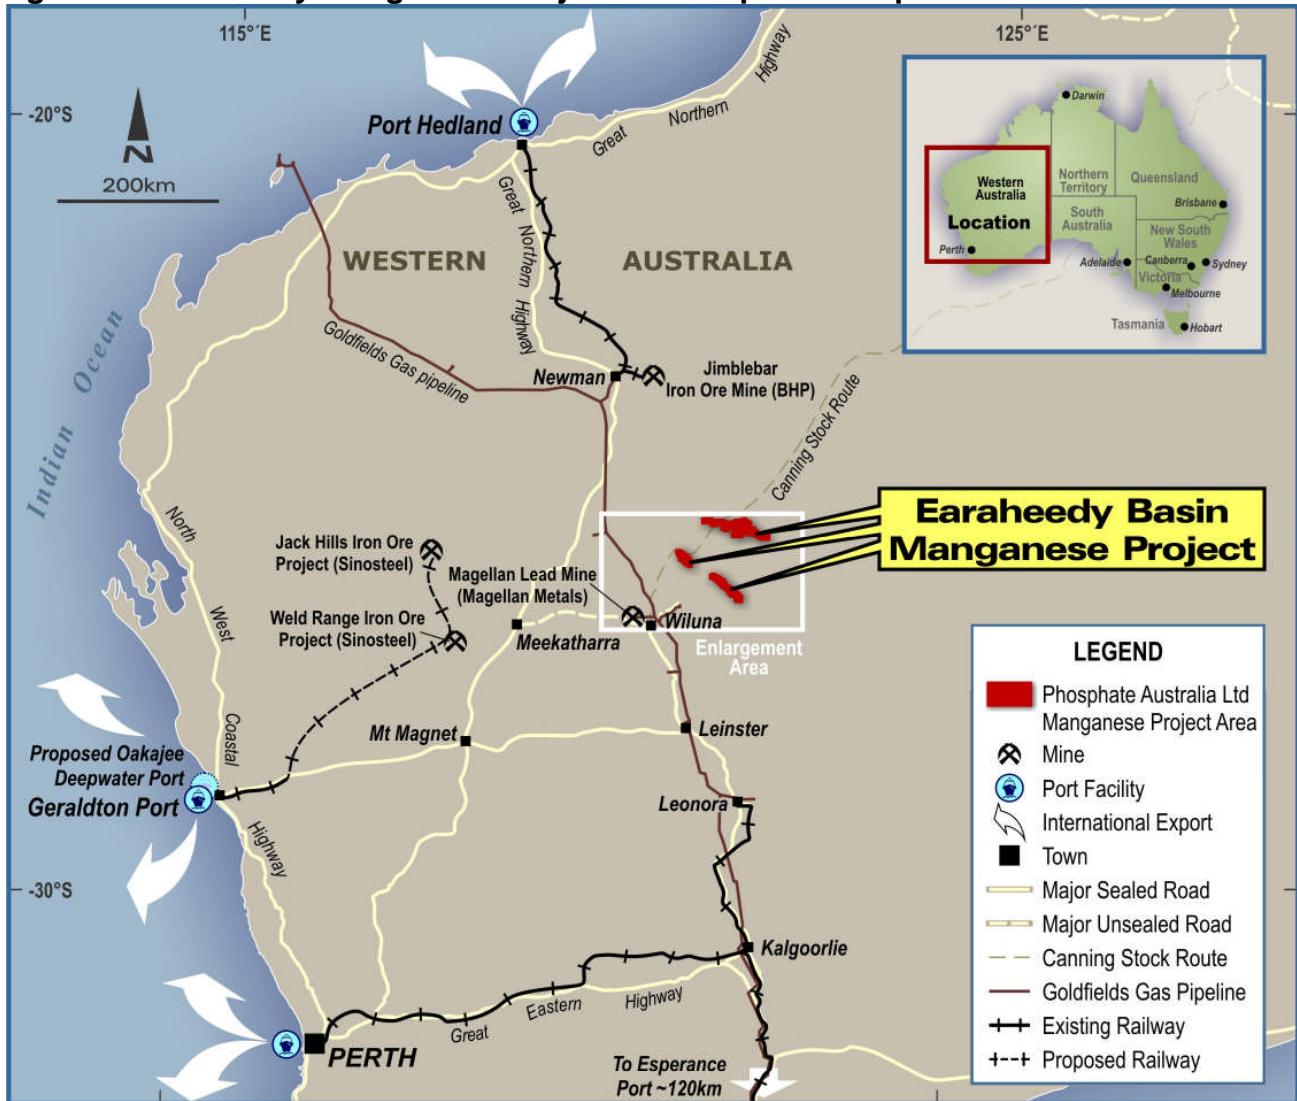 115°E
125°E
-20°S
-30°S
N
200km
Port Hedland
Great Northern Highway
Great Northern Highway
WESTERN AUSTRALIA
Indian Ocean
Goldfields Gas pipeline
Newman
Jimblebar
Iron Ore Mine (BHP)
Canning Stock Route
Earaheedy Basin
Manganese Project
Jack Hills Iron Ore
Project (Sinosteel)
Magellan Lead Mine
(Magellan Metals)
Weld Range Iron Ore
Project (Sinosteel)
Meekatharra
Wiluna
Enlargement
Area
North West Coastal Highway
Mt Magnet
Leinster
Proposed Oakajee
Deepwater Port
Geraldton Port
Leonora
Kalgoorlie
Great Eastern Highway
PERTH
To Esperance
Port ~120km
Darwin
Western
Australia
Northern
Territory
Queensland
Location
South
Australia
Brisbane
New South
Wales
Perth
Adelaide
Canberra
Sydney
Victoria
Melbourne
Tasmania
Hobart
LEGEND
Phosphate Australia Ltd
Manganese Project Area
Mine
Port Facility
International Export
Town
Major Sealed Road
Major Unsealed Road
Canning Stock Route
Goldfields Gas Pipeline
Existing Railway
Proposed Railway